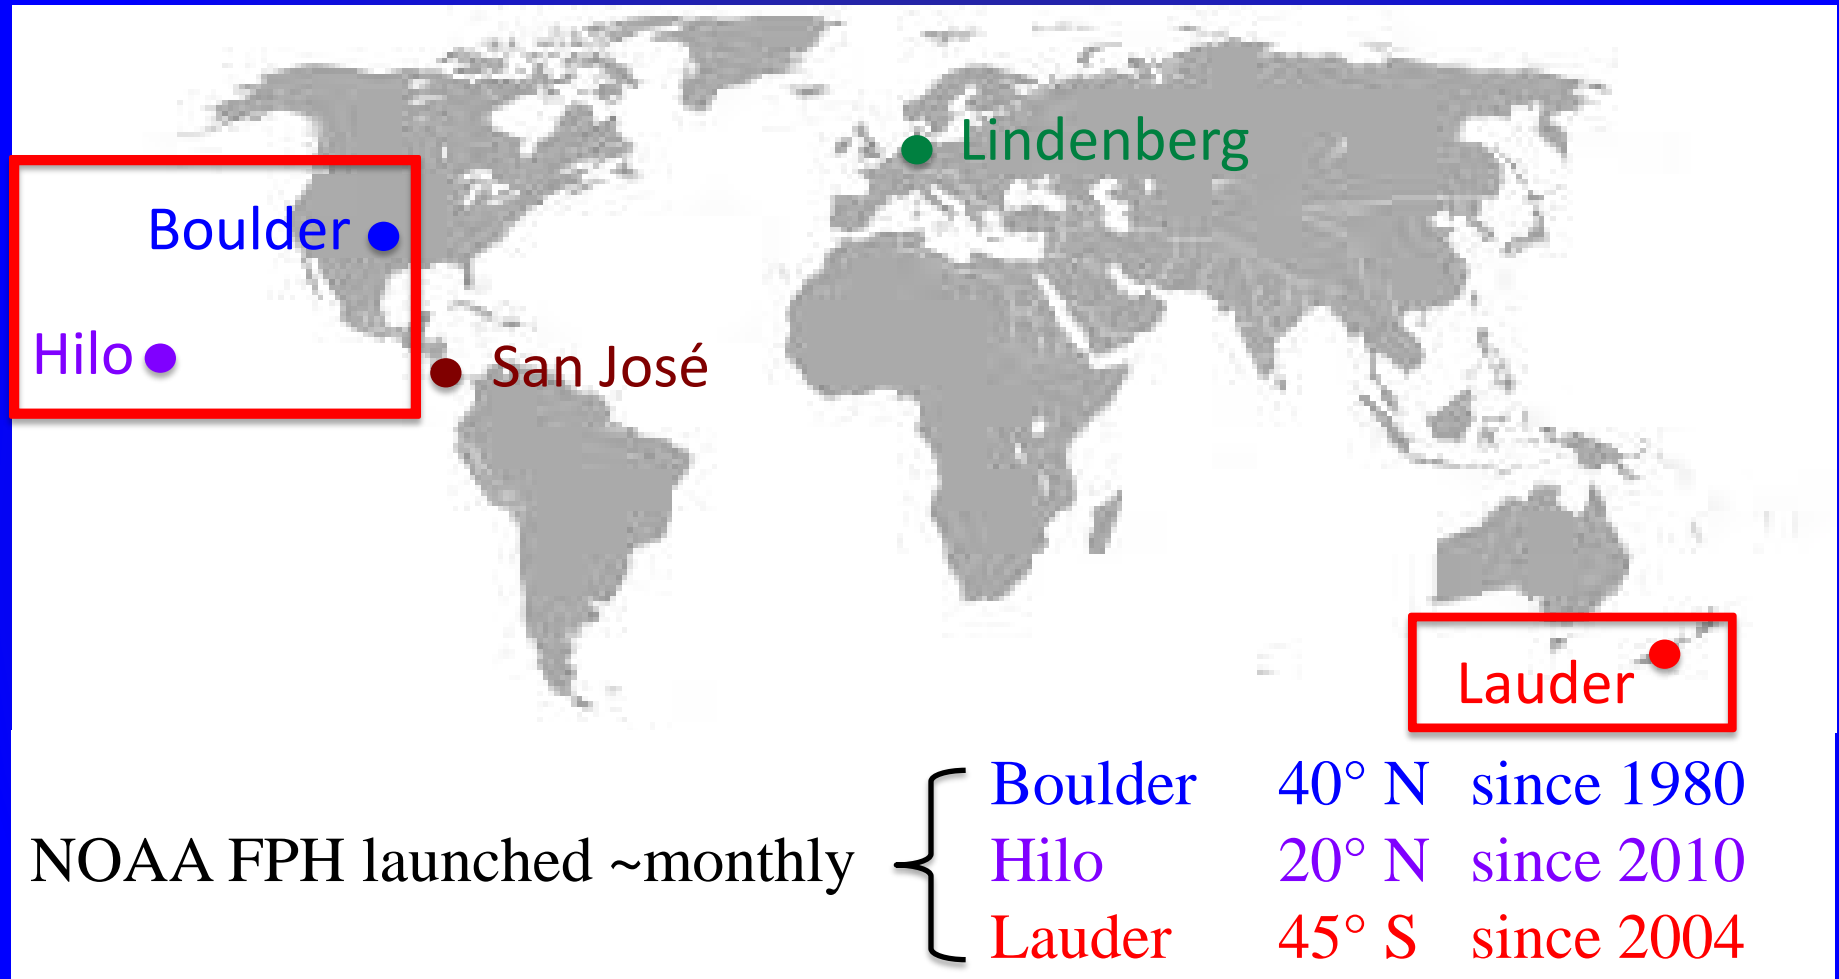 Lindenberg
Boulder
Hilo
San José
Lauder
NOAA FPH launched ~monthly
Boulder 40° N since 1980
Hilo 20° N since 2010
Lauder 45° S since 2004